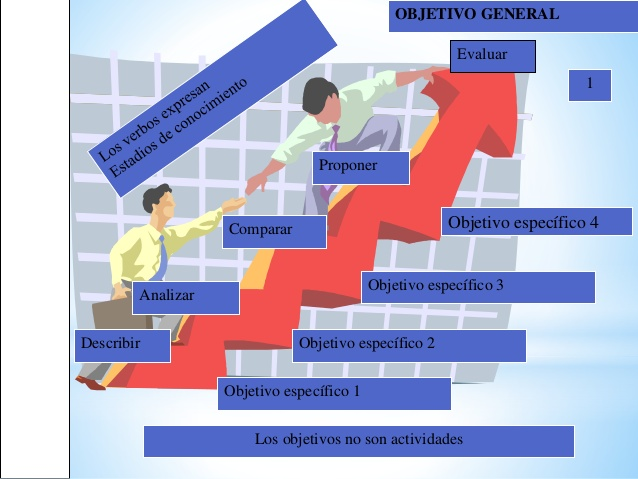 OBJETIVO GENERAL
Evaluar
1
Los verbos expresan
Estadios de conocimiento
Proponer
Objetivo específico 4
Comparar
Objetivo específico 3
Analizar
Describir
Objetivo específico 2
Objetivo específico 1
Los objetivos no son actividades